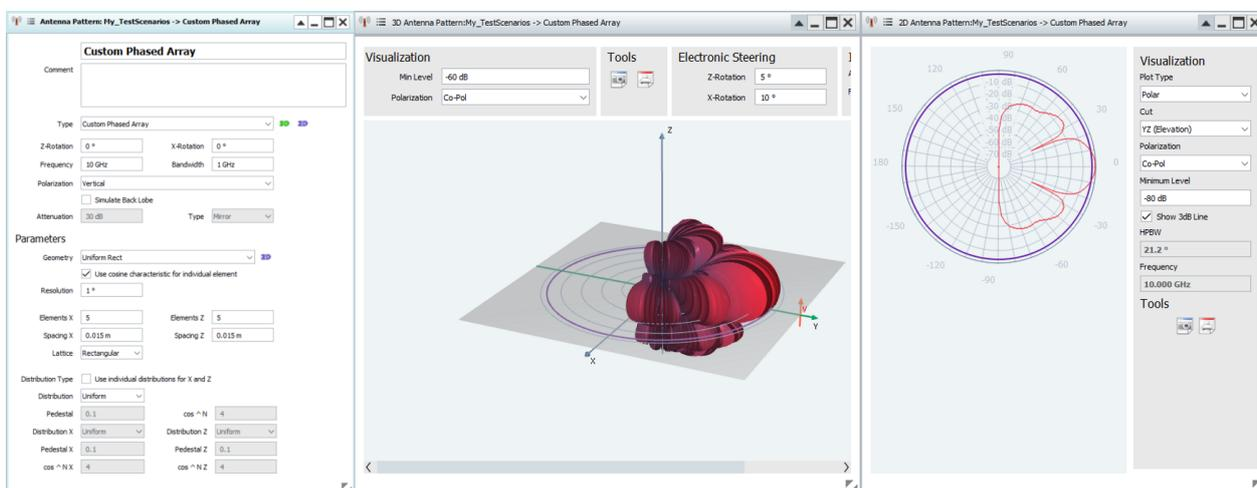 Antenna Pattern: My_TestScenarios -> Custom Phased Array
Custom Phased Array
Comment
Type Custom Phased Array 3D 2D
Z-Rotation 0 ° X-Rotation 0 °
Frequency 10 GHz Bandwidth 1 GHz
Polarization Vertical
Simulate Back Lobe
Attenuation 30 dB Type Mirror
Parameters
Geometry Uniform Rect 2D
Use cosine characteristic for individual element
Resolution 1 °
Elements X 5 Elements Z 5
Spacing X 0.015 m Spacing Z 0.015 m
Lattice Rectangular
Distribution Type Use individual distributions for X and Z
Distribution Uniform
Pedestal 0.1 cos ^ N 4
Distribution X Uniform Distribution Z Uniform
Pedestal X 0.1 Pedestal Z 0.1
cos ^ N X 4 cos ^ N Z 4
3D Antenna Pattern:My_TestScenarios -> Custom Phased Array
Visualization
Min Level -60 dB
Polarization Co-Pol
Tools
Electronic Steering
Z-Rotation 5 °
X-Rotation 10 °
Z
V
Y
X
2D Antenna Pattern:My_TestScenarios -> Custom Phased Array
90
120 60
150 30
180 0
-150 -30
-120 -60
-90
-10 dB
-20 dB
-30 dB
-40 dB
-50 dB
-60 dB
-70 dB
Visualization
Plot Type
Polar
Cut
YZ (Elevation)
Polarization
Co-Pol
Minimum Level
-80 dB
Show 3dB Line
HPBW
21.2 °
Frequency
10.000 GHz
Tools